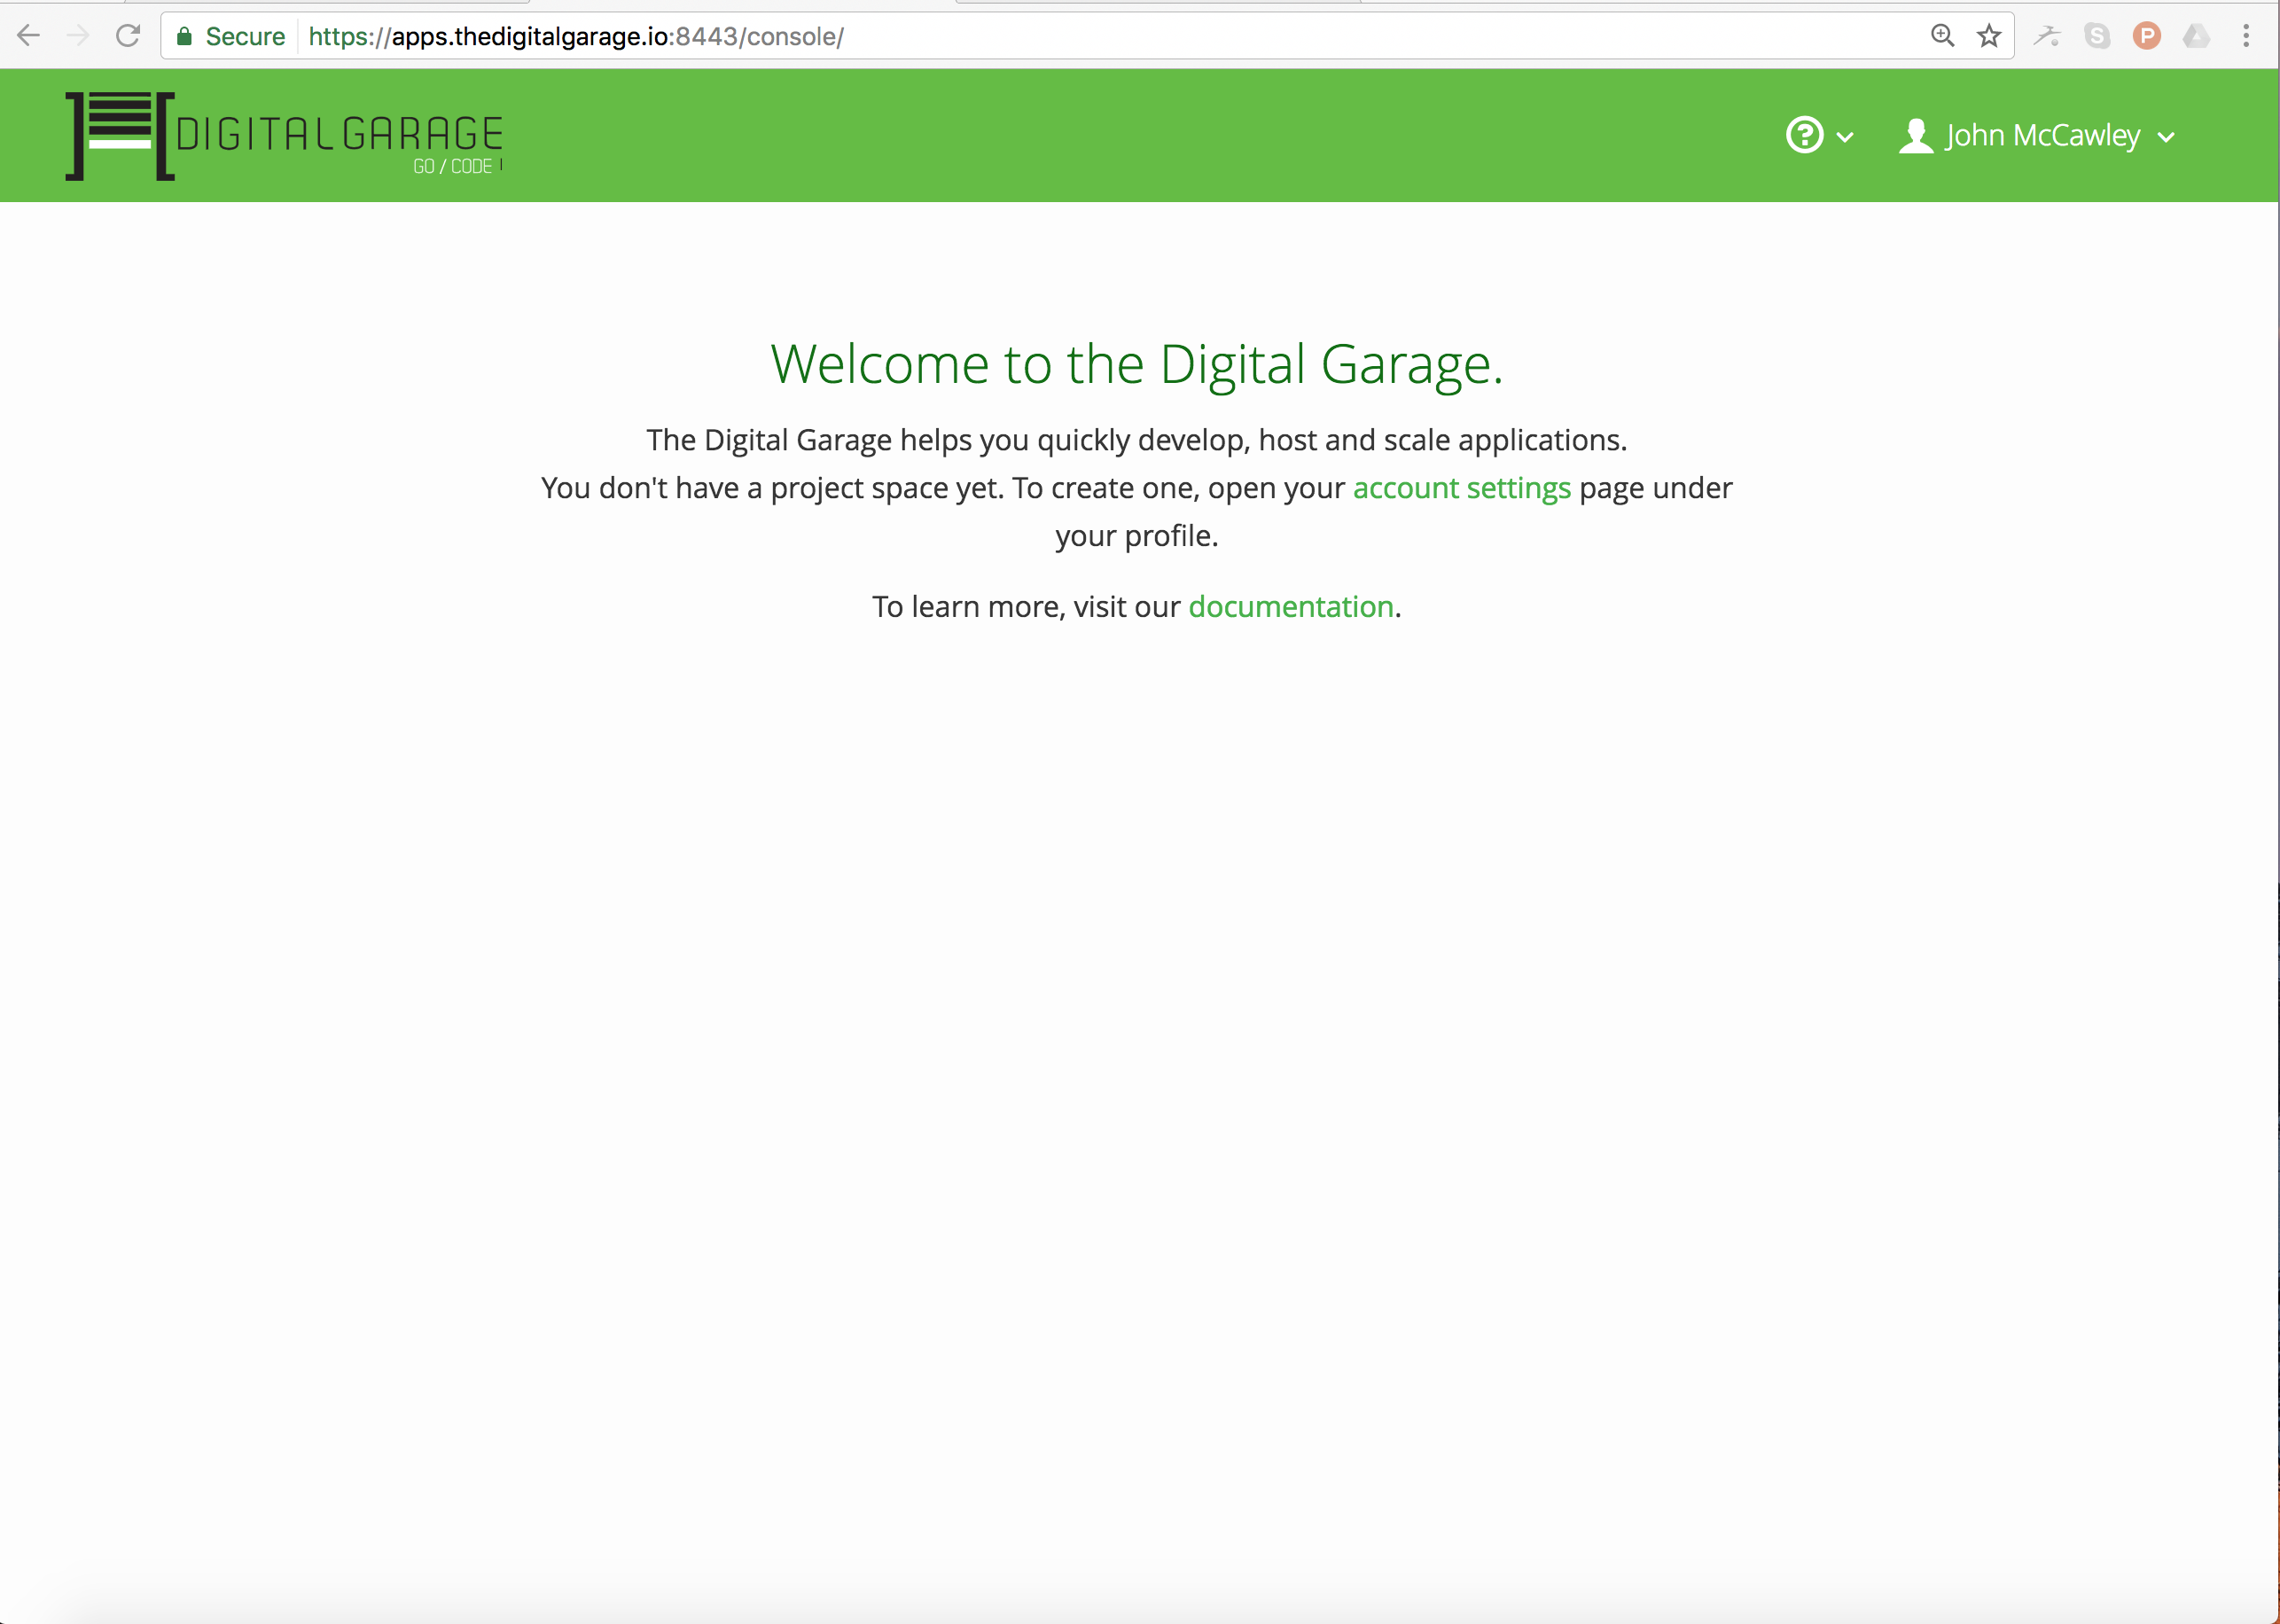 Secure https://apps.thedigitalgarage.io:8443/console/
S
P
DIGITALGARAGE
GO / CODE
? John McCawley
Welcome to the Digital Garage.
The Digital Garage helps you quickly develop, host and scale applications.
You don't have a project space yet. To create one, open your account settings page under
your profile.
To learn more, visit our documentation.